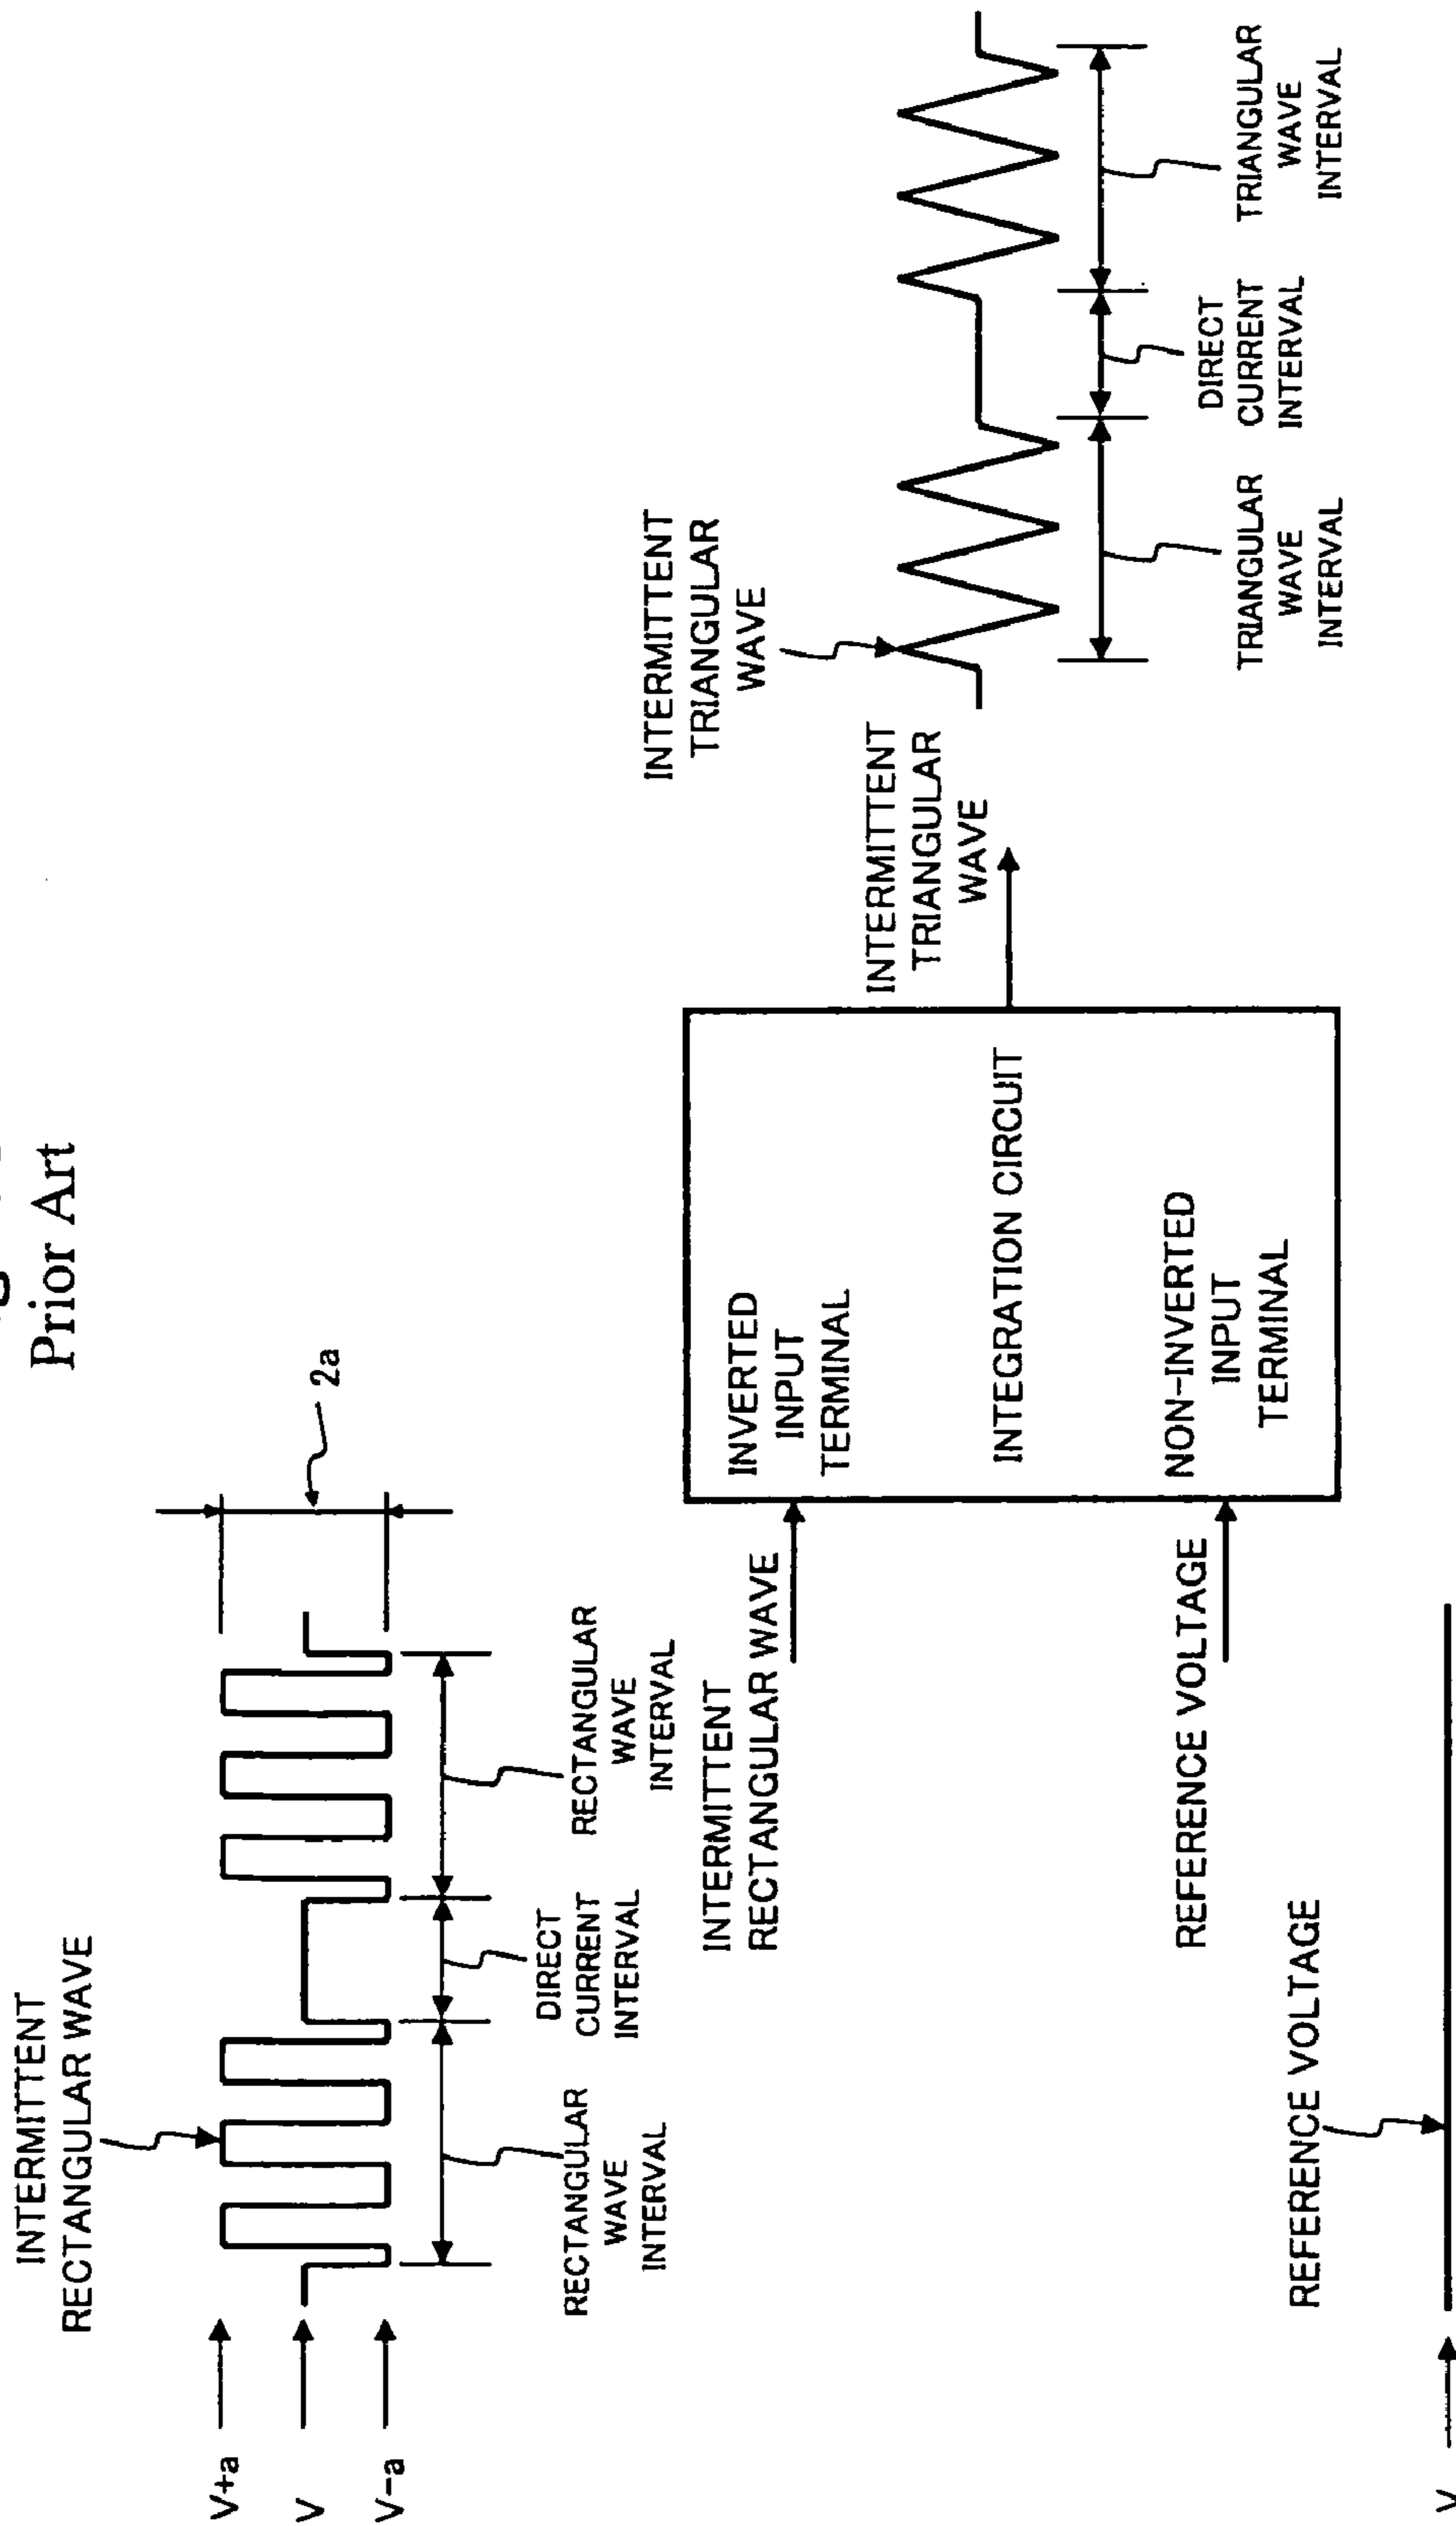 Prior Art
INTERMITTENT
RECTANGULAR WAVE
V+a
V
V-a
2a
RECTANGULAR
WAVE
INTERVAL
DIRECT
CURRENT
INTERVAL
RECTANGULAR
WAVE
INTERVAL
INTERMITTENT
RECTANGULAR WAVE
INVERTED
INPUT
TERMINAL
INTEGRATION CIRCUIT
NON-INVERTED
INPUT
TERMINAL
REFERENCE VOLTAGE
INTERMITTENT
TRIANGULAR
WAVE
INTERMITTENT
TRIANGULAR
WAVE
TRIANGULAR
WAVE
INTERVAL
DIRECT
CURRENT
INTERVAL
TRIANGULAR
WAVE
INTERVAL
REFERENCE VOLTAGE
V